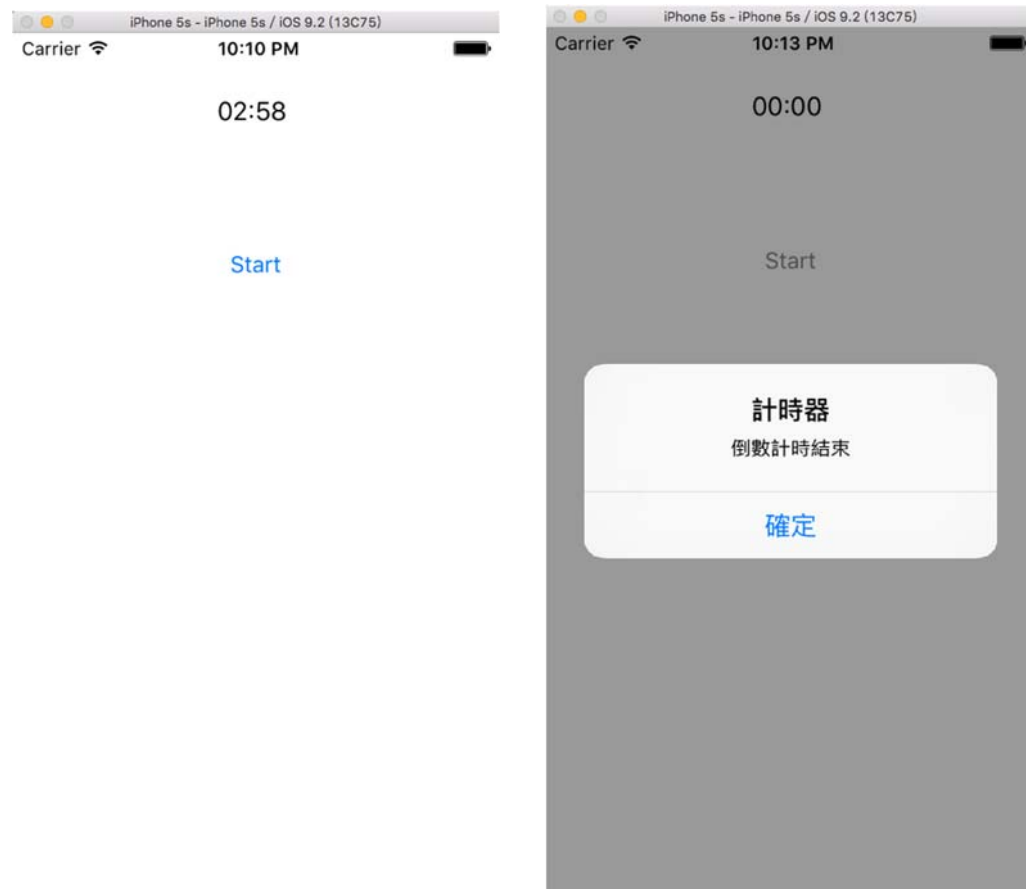 iPhone 5s - iPhone 5s / iOS 9.2 (13C75)
Carrier 10:10 PM
02:58
Start
iPhone 5s - iPhone 5s / iOS 9.2 (13C75)
Carrier 10:13 PM
00:00
Start
計時器
倒數計時結束
確定